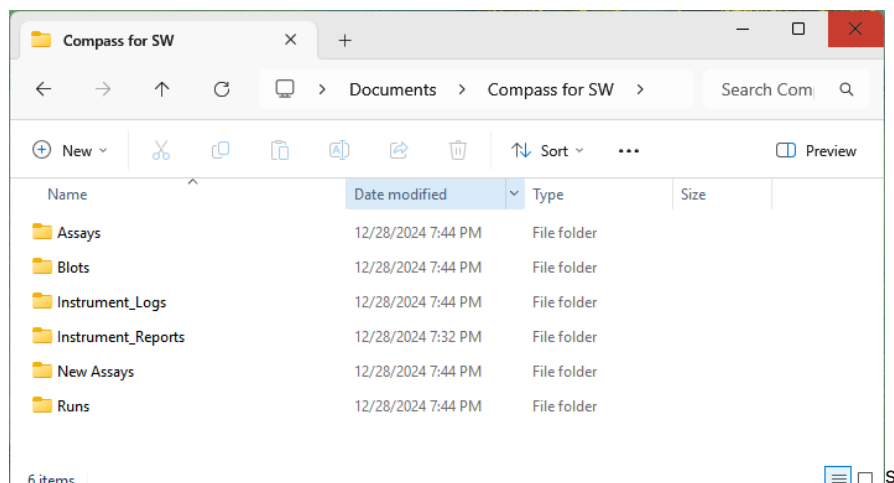 Compass for SW
Documents > Compass for SW >
Search Com
New
Sort
Preview
Name Date modified Type Size
Assays 12/28/2024 7:44 PM File folder
Blots 12/28/2024 7:44 PM File folder
Instrument_Logs 12/28/2024 7:44 PM File folder
Instrument_Reports 12/28/2024 7:32 PM File folder
New Assays 12/28/2024 7:44 PM File folder
Runs 12/28/2024 7:44 PM File folder
6 items